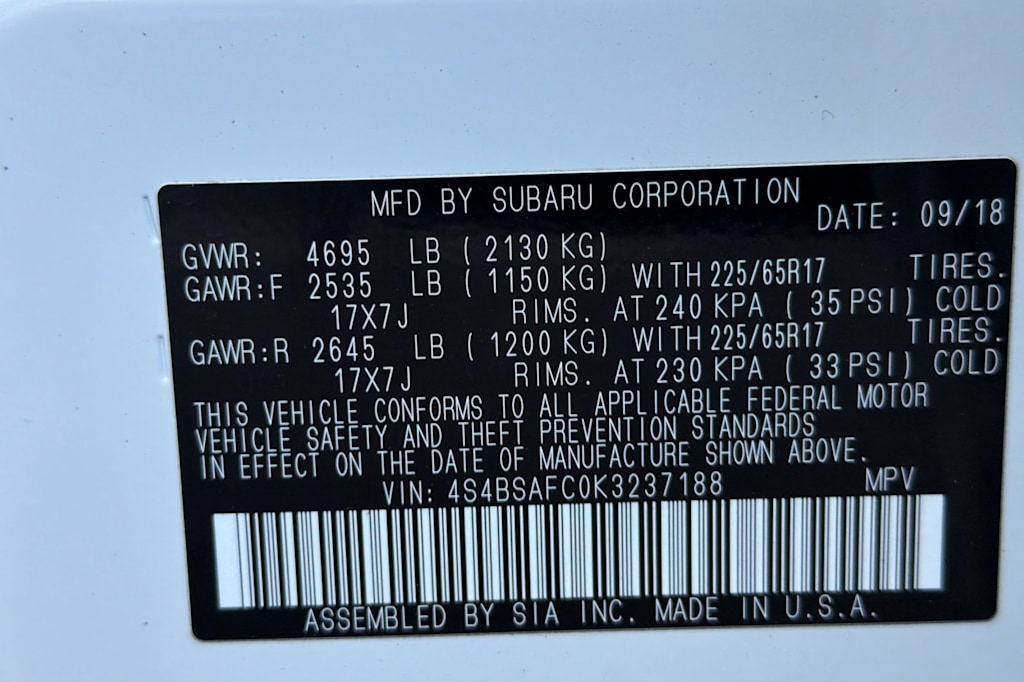 MFD BY SUBARU CORPORATION
DATE: 09/18
GVWR: 4695 LB ( 2130 KG)
GAWR:F 2535 LB ( 1150 KG) WITH 225/65R17 TIRES.
17X7J RIMS. AT 240 KPA ( 35 PSI) COLD
GAWR:R 2645 LB ( 1200 KG) WITH 225/65R17 TIRES.
17X7J RIMS. AT 230 KPA ( 33 PSI) COLD
THIS VEHICLE CONFORMS TO ALL APPLICABLE FEDERAL MOTOR
VEHICLE SAFETY AND THEFT PREVENTION STANDARDS
IN EFFECT ON THE DATE OF MANUFACTURE SHOWN ABOVE.
VIN: 4S4BSAFC0K3237188 MPV
ASSEMBLED BY SIA INC. MADE IN U.S.A.